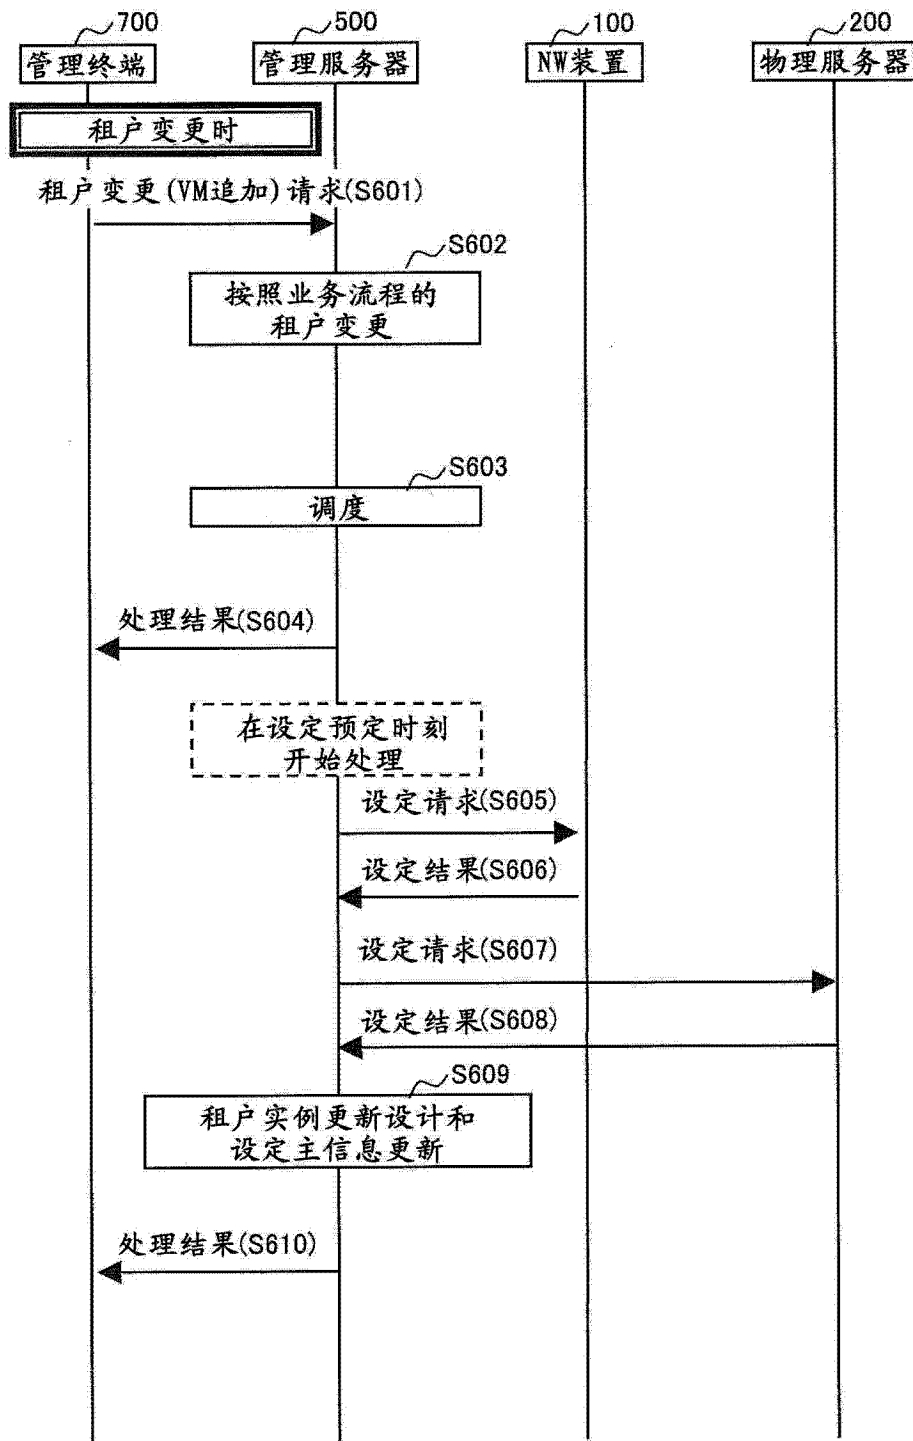 700
500
100
200
管理终端
管理服务器
NW装置
物理服务器
租户变更时
租户变更(VM追加)请求(S601)
S602
按照业务流程的
租户变更
S603
调度
处理结果(S604)
在设定预定时刻
开始处理
设定请求(S605)
设定结果(S606)
设定请求(S607)
设定结果(S608)
S609
租户实例更新设计和
设定主信息更新
处理结果(S610)